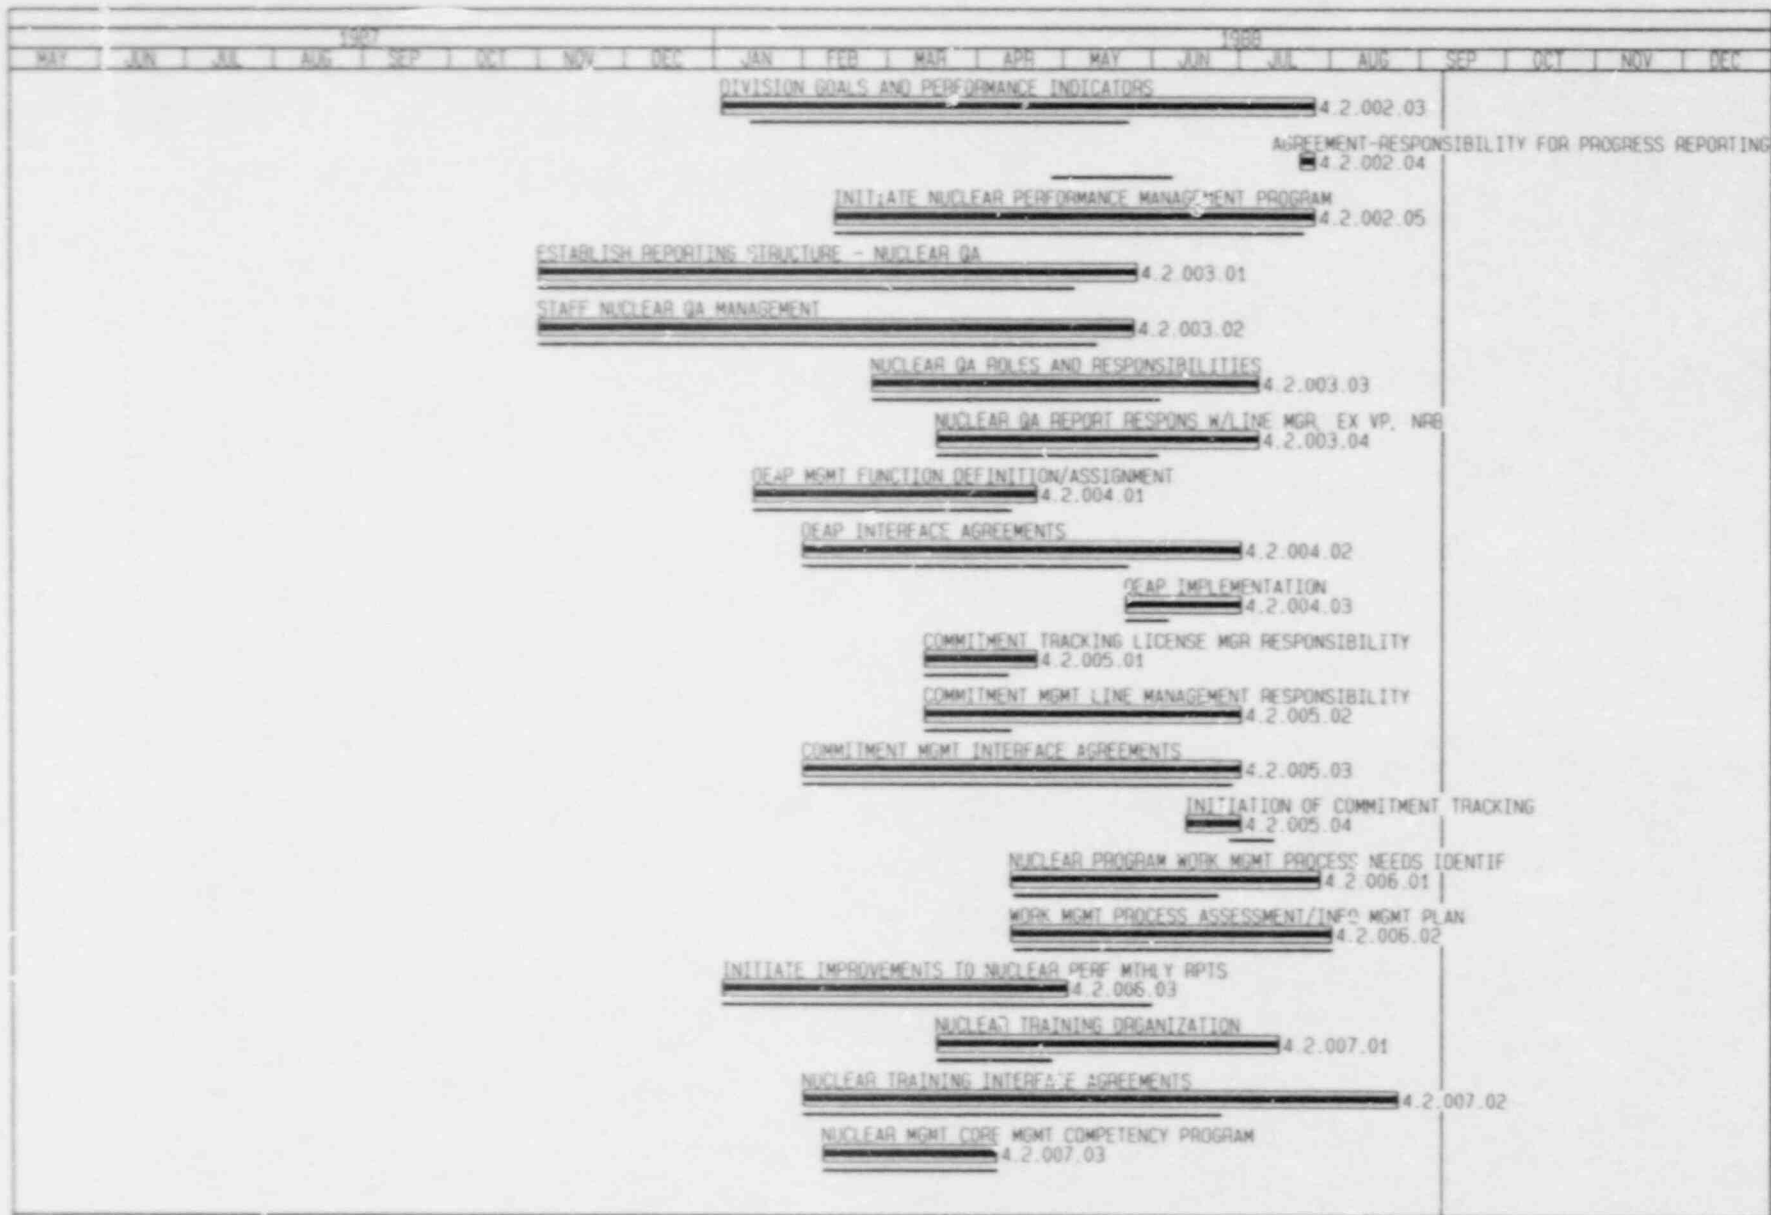 1987 1988
MAY JUN JUL AUG SEP OCT NOV DEC JAN FEB MAR APR MAY JUN JUL AUG SEP OCT NOV DEC
DIVISION GOALS AND PERFORMANCE INDICATORS
4.2.002.03
AGREEMENT-RESPONSIBILITY FOR PROGRESS REPORTING
4.2.002.04
INITIATE NUCLEAR PERFORMANCE MANAGEMENT PROGRAM
4.2.002.05
ESTABLISH REPORTING STRUCTURE - NUCLEAR QA
4.2.003.01
STAFF NUCLEAR QA MANAGEMENT
4.2.003.02
NUCLEAR QA ROLES AND RESPONSIBILITIES
4.2.003.03
NUCLEAR QA REPORT RESPONS W/LINE MGR, EX VP, NRB
4.2.003.04
OEAP MGMT FUNCTION DEFINITION/ASSIGNMENT
4.2.004.01
OEAP INTERFACE AGREEMENTS
4.2.004.02
OEAP IMPLEMENTATION
4.2.004.03
COMMITMENT TRACKING LICENSE MGR RESPONSIBILITY
4.2.005.01
COMMITMENT MGMT LINE MANAGEMENT RESPONSIBILITY
4.2.005.02
COMMITMENT MGMT INTERFACE AGREEMENTS
4.2.005.03
INITIATION OF COMMITMENT TRACKING
4.2.005.04
NUCLEAR PROGRAM WORK MGMT PROCESS NEEDS IDENTIF
4.2.006.01
WORK MGMT PROCESS ASSESSMENT/INFO MGMT PLAN
4.2.006.02
INITIATE IMPROVEMENTS TO NUCLEAR PERF MTHLY RPTS
4.2.006.03
NUCLEAR TRAINING ORGANIZATION
4.2.007.01
NUCLEAR TRAINING INTERFACE AGREEMENTS
4.2.007.02
NUCLEAR MGMT CORE MGMT COMPETENCY PROGRAM
4.2.007.03